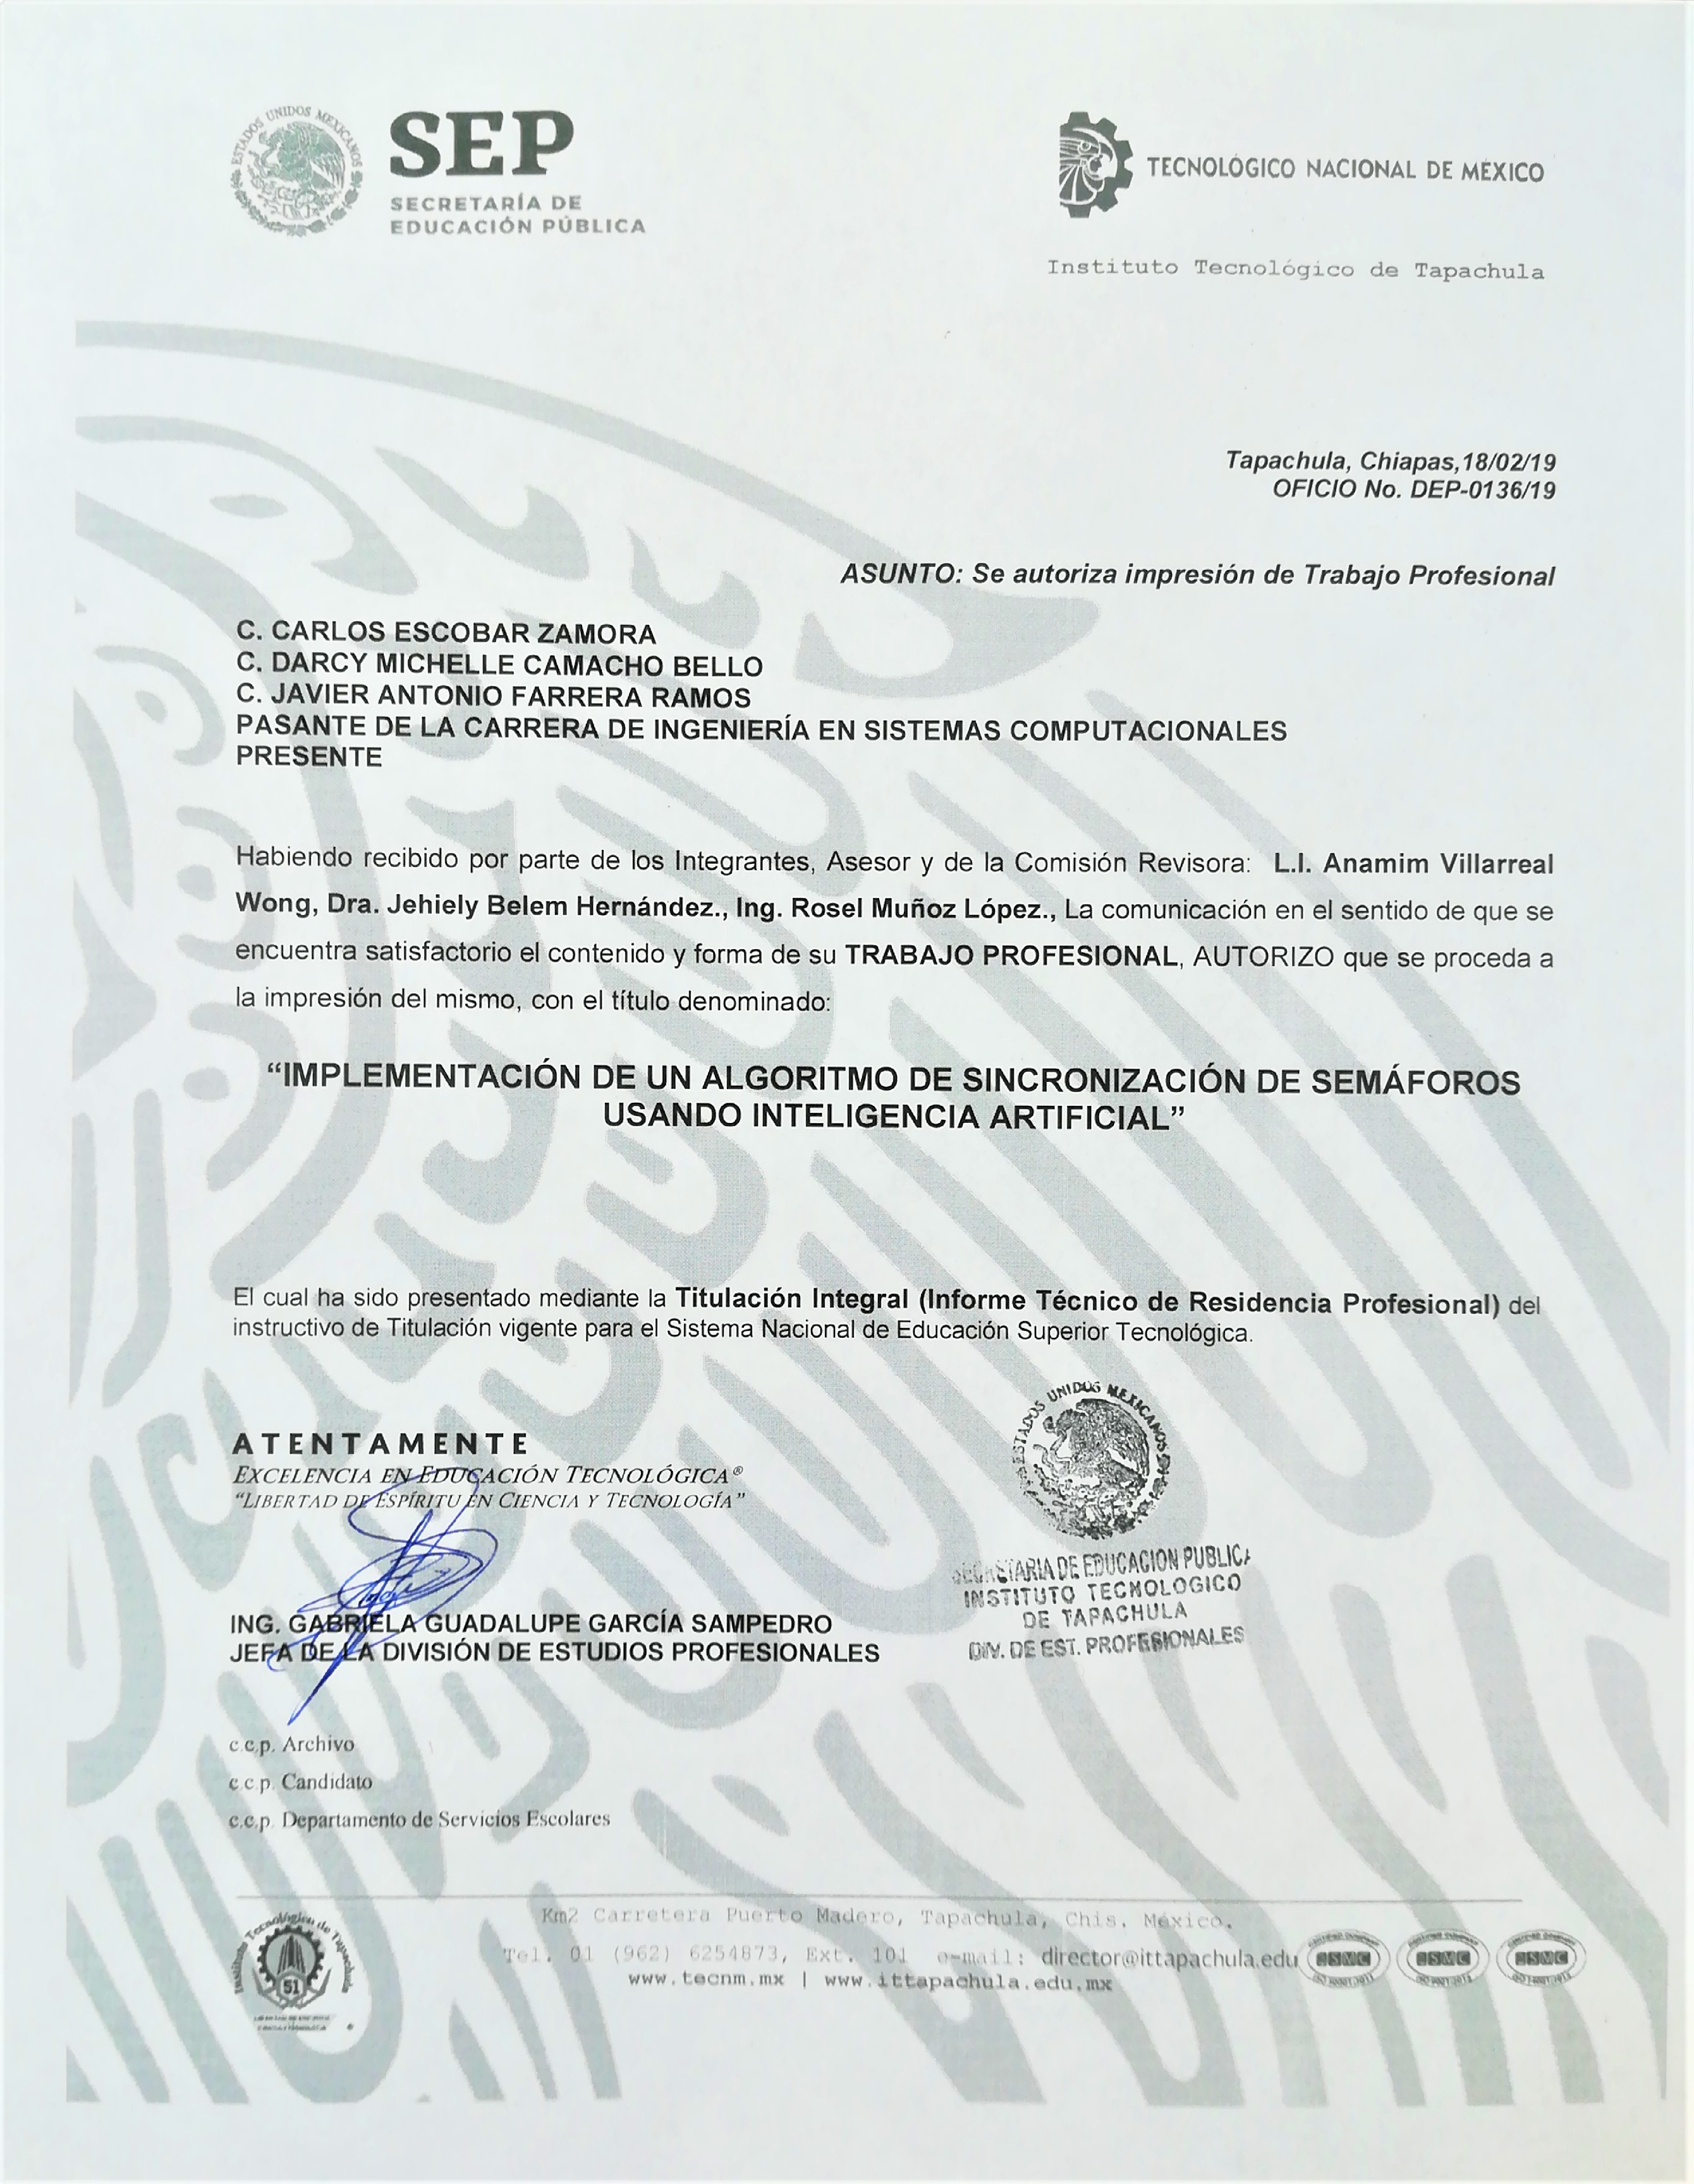 ESTADOS UNIDOS MEXICANOS
SEP
SECRETARÍA DE
EDUCACIÓN PÚBLICA
TECNOLÓGICO NACIONAL DE MÉXICO
Instituto Tecnológico de Tapachula
Tapachula, Chiapas,18/02/19
OFICIO No. DEP-0136/19
ASUNTO: Se autoriza impresión de Trabajo Profesional
C. CARLOS ESCOBAR ZAMORA
C. DARCY MICHELLE CAMACHO BELLO
C. JAVIER ANTONIO FARRERA RAMOS
PASANTE DE LA CARRERA DE INGENIERÍA EN SISTEMAS COMPUTACIONALES
PRESENTE
Habiendo recibido por parte de los Integrantes, Asesor y de la Comisión Revisora: L.I. Anamim Villarreal
Wong, Dra. Jehiely Belem Hernández., Ing. Rosel Muñoz López., La comunicación en el sentido de que se
encuentra satisfactorio el contenido y forma de su TRABAJO PROFESIONAL, AUTORIZO que se proceda a
la impresión del mismo, con el título denominado:
“IMPLEMENTACIÓN DE UN ALGORITMO DE SINCRONIZACIÓN DE SEMÁFOROS
USANDO INTELIGENCIA ARTIFICIAL”
El cual ha sido presentado mediante la Titulación Integral (Informe Técnico de Residencia Profesional) del
instructivo de Titulación vigente para el Sistema Nacional de Educación Superior Tecnológica.
ATENTAMENTE
EXCELENCIA EN EDUCACIÓN TECNOLÓGICA®
“LIBERTAD DE ESPÍRITU EN CIENCIA Y TECNOLOGÍA”
ING. GABRIELA GUADALUPE GARCÍA SAMPEDRO
JEFA DE LA DIVISIÓN DE ESTUDIOS PROFESIONALES
ESTADOS UNIDOS MEXICANOS
SECRETARIA DE EDUCACION PUBLICA
INSTITUTO TECNOLOGICO
DE TAPACHULA
DIV. DE EST. PROFESIONALES
c.c.p. Archivo
c.c.p. Candidato
c.c.p. Departamento de Servicios Escolares
Instituto Tecnológico de Tapachula
51
Km2 Carretera Puerto Madero, Tapachula, Chis. México.
Tel. 01 (962) 6254873, Ext. 101 e-mail: director@ittapachula.edu
www.tecnm.mx | www.ittapachula.edu.mx